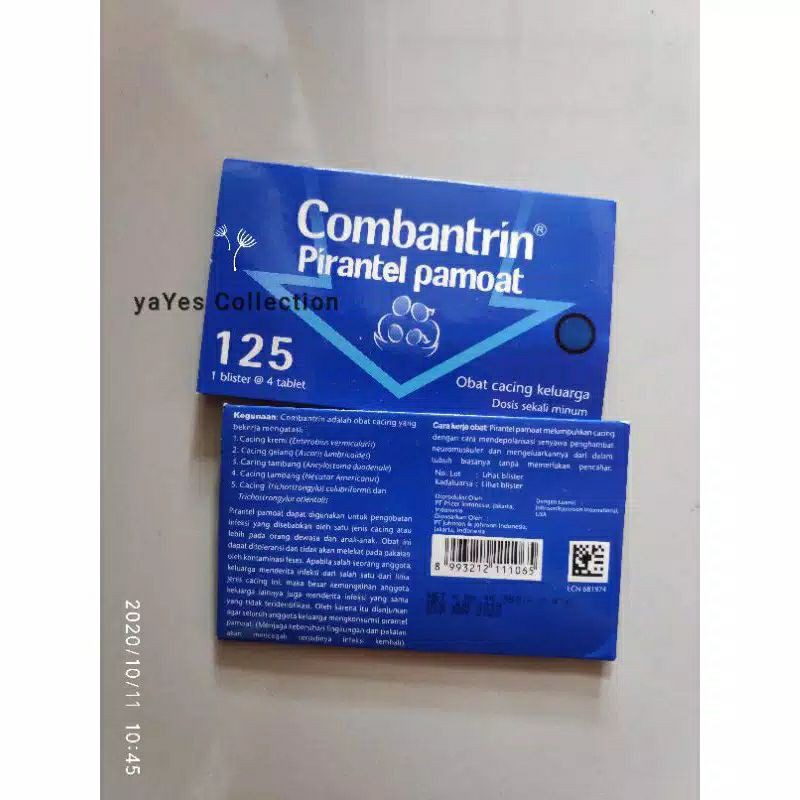 Combantrin®
Pirantel pamoat
yaYes Collection
125
1 blister @ 4 tablet
Obat cacing keluarga
Dosis sekali minum
Kegunaan: Combantrin adalah obat cacing yang
bekerja mengatasi:
1. Cacing kremi (Enterobius vermicularis)
2. Cacing gelang (Ascaris lumbricoides)
3. Cacing tambang (Ancylostoma duodenale)
4. Cacing tambang (Necator Americanus)
5. Cacing (Trichostrongylus colubriformis) dan
Trichostrongylus orientalis
Pirantel pamoat dapat digunakan untuk pengobatan
infeksi yang disebabkan oleh satu jenis cacing atau
lebih pada orang dewasa dan anak-anak. Obat ini
dapat ditoleransi dan tidak akan melekat pada pakaian
oleh kontaminasi feses. Apabila salah seorang anggota
keluarga menderita infeksi dari salah satu dari lima
jenis cacing ini, maka besar kemungkinan anggota
keluarga lainnya juga menderita infeksi yang sama
yang tidak teridentifikasi. Oleh karena itu dianjurkan
agar seluruh anggota keluarga mengkonsumsi pirantel
pamoat. (Menjaga kebersihan lingkungan dan pakaian
akan mencegah terjadinya infeksi kembali).
Cara kerja obat: Pirantel pamoat melumpuhkan cacing
dengan cara mendepolarisasi senyawa penghambat
neuromuskuler dan mengeluarkannya dari dalam
tubuh biasanya tanpa memerlukan pencahar.
No. Lot : Lihat blister
Kadaluarsa : Lihat blister
Diproduksi Oleh:
PT Pfizer Indonesia, Jakarta,
Indonesia
Dipasarkan Oleh:
PT Johnson & Johnson Indonesia,
Jakarta, Indonesia
Dengan Lisensi:
Johnson & Johnson International,
USA
8 993212 111065
LCN 681974
2020/10/11 10:45